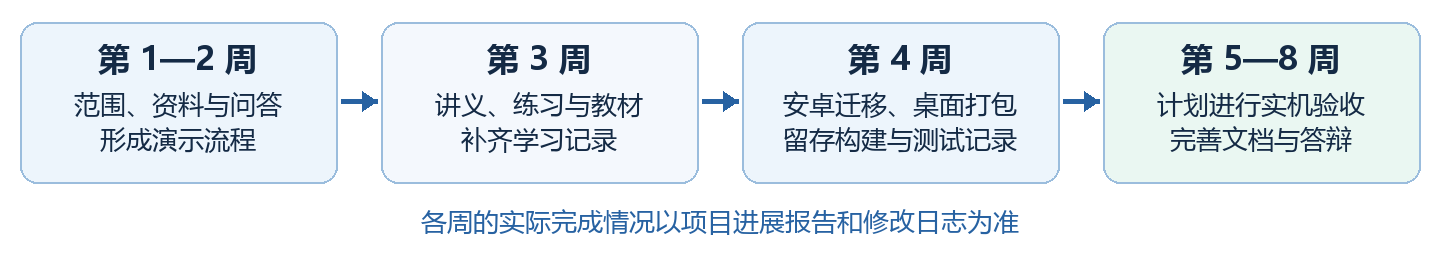 第 1—2 周
范围、资料与问答
形成演示流程
第 3 周
讲义、练习与教材
补齐学习记录
第 4 周
安卓迁移、桌面打包
留存构建与测试记录
第 5—8 周
计划进行实机验收
完善文档与答辩
各周的实际完成情况以项目进展报告和修改日志为准